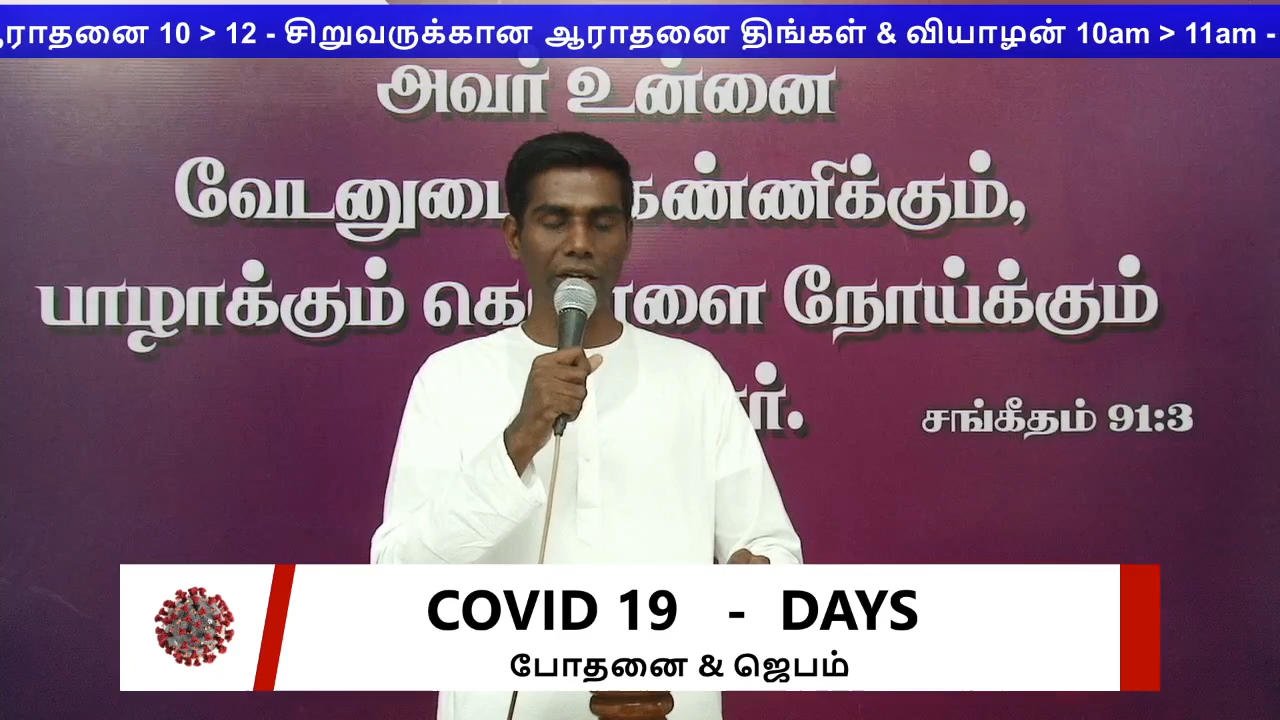 ஆராதனை 10 > 12 - சிறுவருக்கான ஆராதனை திங்கள் & வியாழன் 10am > 11am -
அவர் உன்னை
கண்ணிக்கும்,
பாழாக்கும் நோய்க்கும்
சங்கீதம் 91:3
COVID 19 - DAYS
போதனை & ஜெபம்